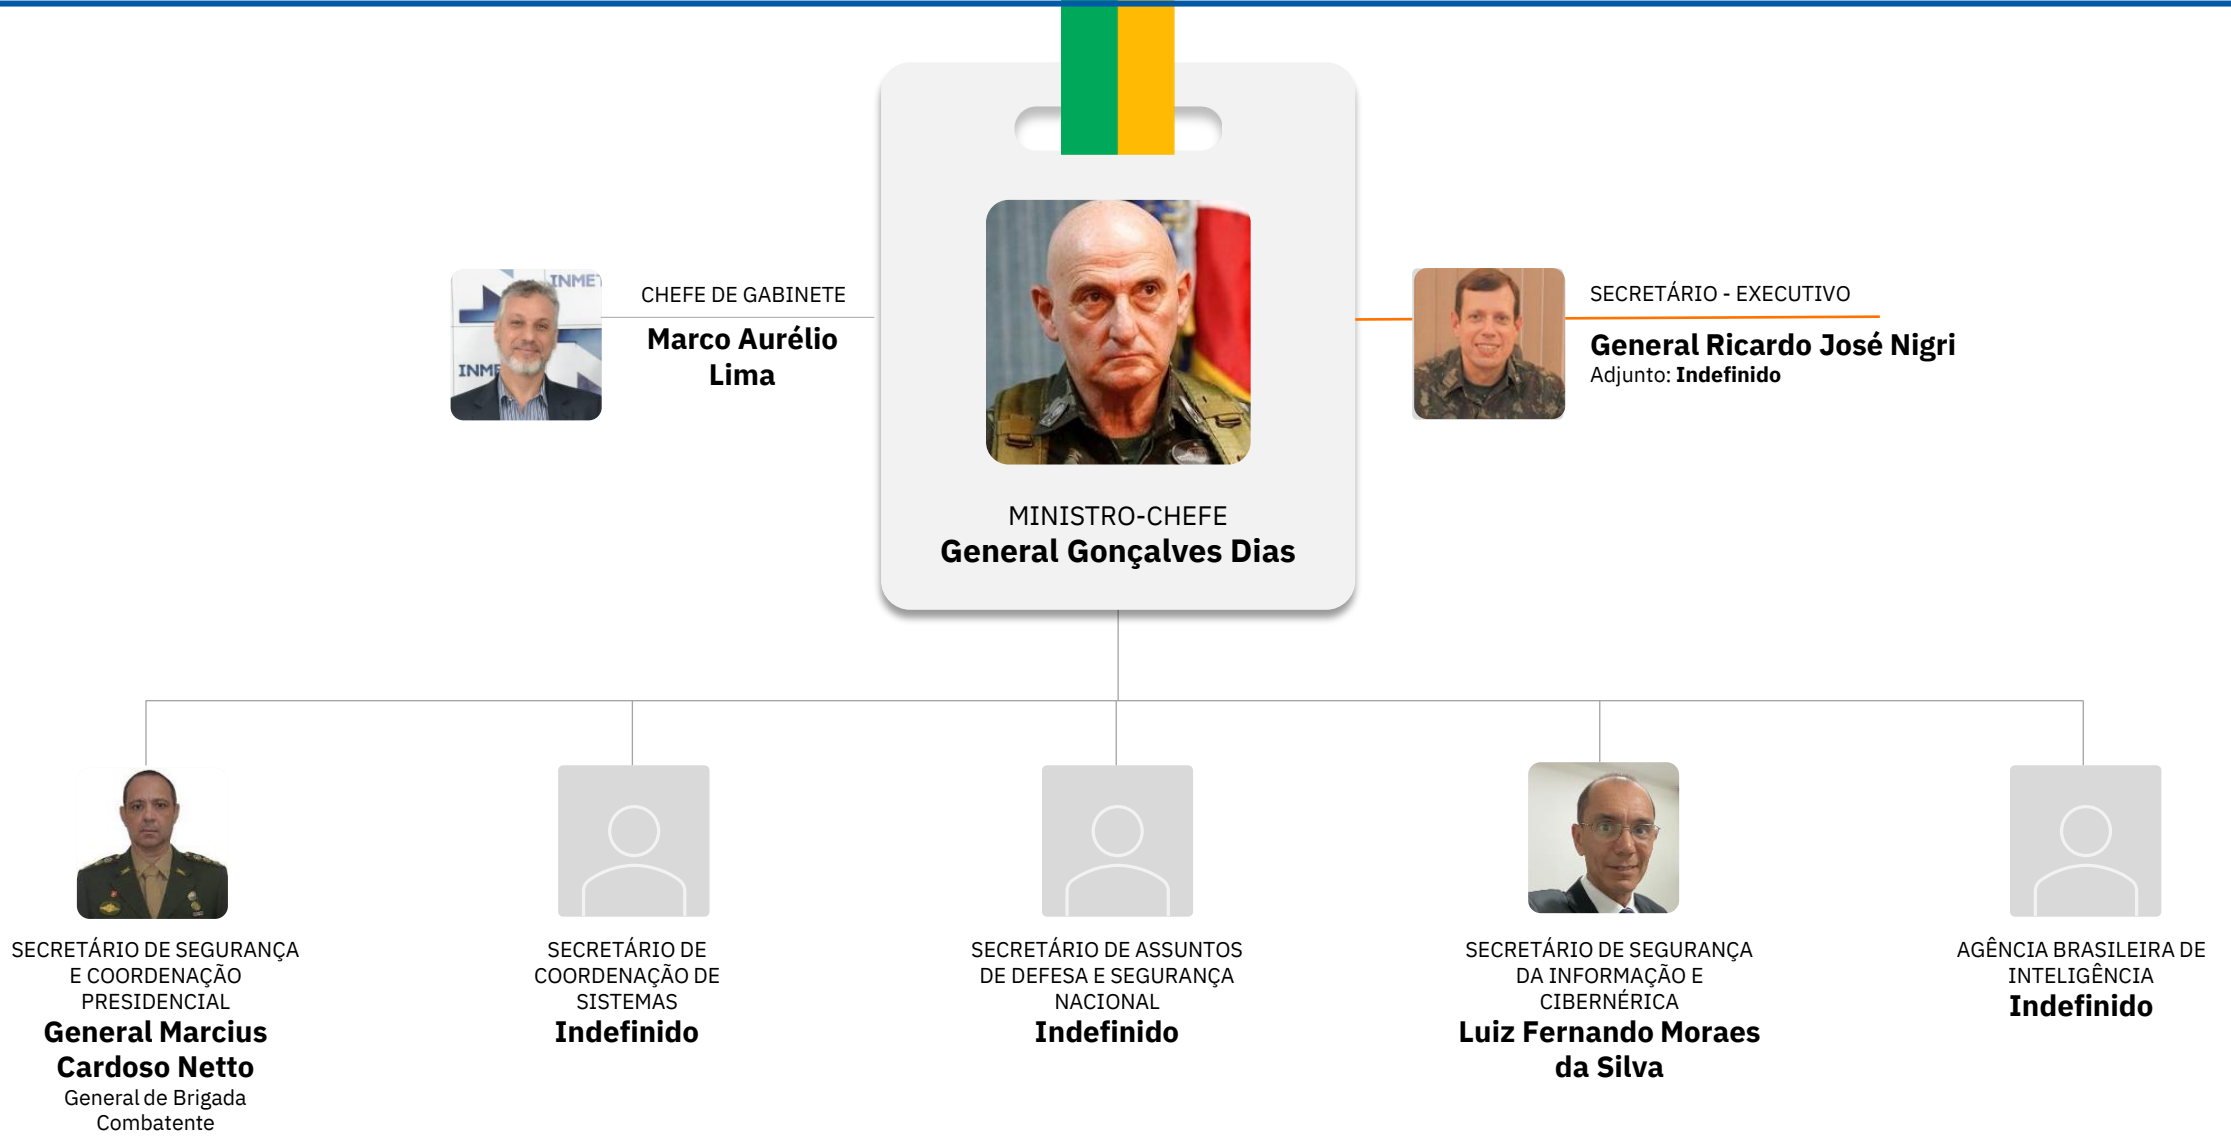 INMET
INME
CHEFE DE GABINETE
Marco Aurélio
Lima
MINISTRO-CHEFE
General Gonçalves Dias
SECRETÁRIO - EXECUTIVO
General Ricardo José Nigri
Adjunto: Indefinido
SECRETÁRIO DE SEGURANÇA
E COORDENAÇÃO
PRESIDENCIAL
General Marcius
Cardoso Netto
General de Brigada
Combatente
SECRETÁRIO DE
COORDENAÇÃO DE
SISTEMAS
Indefinido
SECRETÁRIO DE ASSUNTOS
DE DEFESA E SEGURANÇA
NACIONAL
Indefinido
SECRETÁRIO DE SEGURANÇA
DA INFORMAÇÃO E
CIBERNÉRICA
Luiz Fernando Moraes
da Silva
AGÊNCIA BRASILEIRA DE
INTELIGÊNCIA
Indefinido